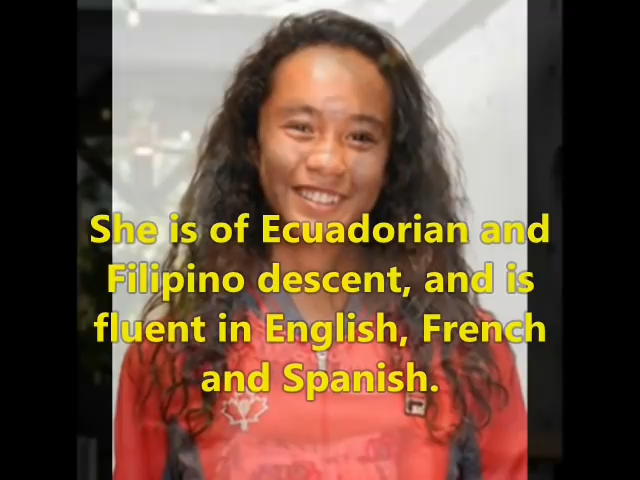 She is of Ecuadorian and
Filipino descent, and is
fluent in English, French
and Spanish.